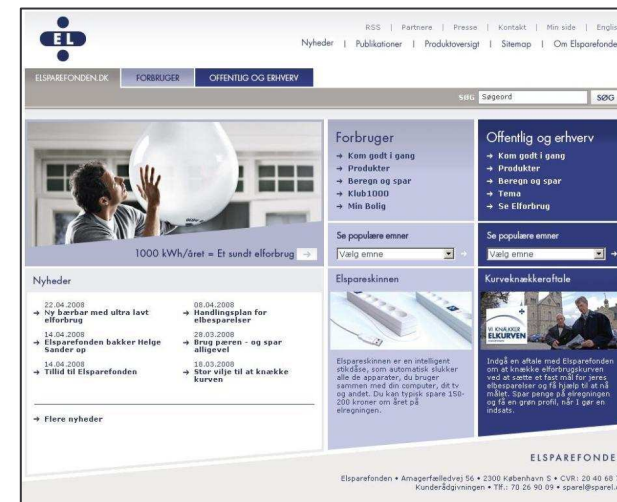 RSS | Partnere | Presse | Kontakt | Min side |
EL
Nyheder | Publikationer | Produktoversigt | Sitemap | Om
ELSPAREFONDEN.DK FORBRUGER OFFENTLIG OG ERHVERV
SØG Søgeord SØG
1000 kWh/året = Et sundt elforbrug
Forbruger
→ Kom godt i gang
→ Produkter
→ Beregn og spar
→ Klub1000
→ Min Bolig
Se populære emner
Vælg emne
Offentlig og erhverv
→ Kom godt i gang
→ Produkter
→ Beregn og spar
→ Tema
→ Se Elforbrug
Se populære emner
Vælg emne
Nyheder
22.04.2008
→ Ny bærbar med ultra lavt
elforbrug
14.04.2008
→ Elsparefonden bakker Helge
Sander op
14.04.2008
→ Tillid til Elsparefonden
08.04.2008
→ Handlingsplan for
elbesparelser
28.03.2008
→ Brug pæren - og spar
alligevel
18.03.2008
→ Stor vilje til at knække
kurven
→ Flere nyheder
Elspareskinnen
Elspareskinnen er en intelligent
stikdåse, som automatisk slukker
alle de apparater, du bruger
sammen med din computer, dit tv
og andet. Du kan typisk spare 150-
200 kroner om året på
elregningen.
Kurveknækkeraftale
VI KNÆKKER
ELKURVEN
Indgå en aftale med Elsparefonden
om at knække elforbrugskurven
ved at sætte et fast mål for jeres
elbesparelser og få hjælp til at nå
målet. Spar penge på elregningen
og få en grøn profil, når I gør en
indsats.
ELSPAREFONDE
Elsparefonden • Amagerfælledvej 56 • 2300 København S • CVR: 20 40 68
Kunderådgivningen • Tlf.: 70 26 90 09 • sparel@sparel.